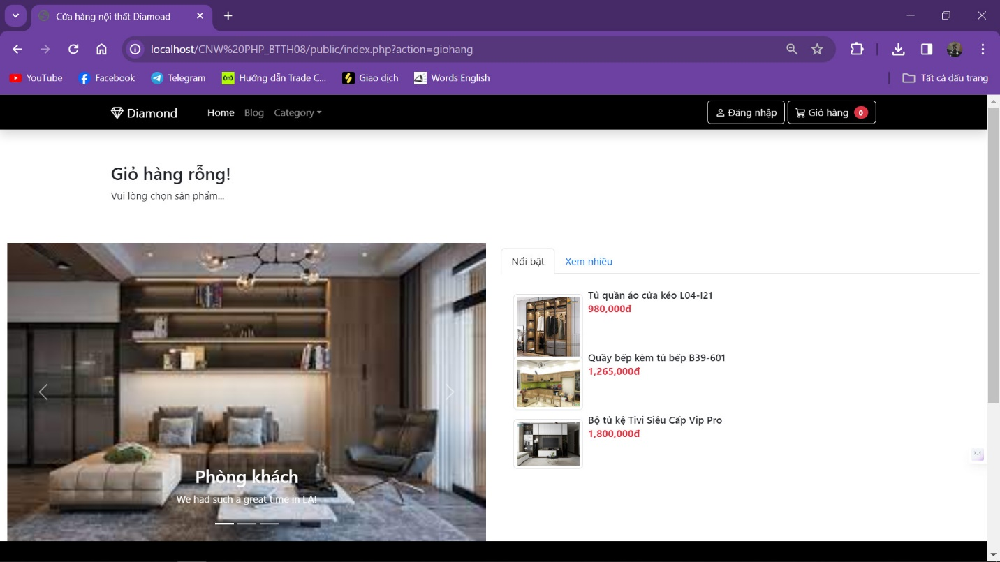 Cửa hàng nội thất Diamoad
localhost/CNW%20PHP_BTTH08/public/index.php?action=giohang
YouTube Facebook Telegram Hướng dẫn Trade C... Giao dịch Words English Tất cả dấu trang
Diamond Home Blog Category Đăng nhập Giỏ hàng 0
Giỏ hàng rỗng!
Vui lòng chọn sản phẩm...
Nổi bật Xem nhiều
Tủ quần áo cửa kéo L04-I21
980,000đ
Quầy bếp kèm tủ bếp B39-601
1,265,000đ
Bộ tủ kệ Tivi Siêu Cấp Vip Pro
1,800,000đ
Phòng khách
We had such a great time in LA!